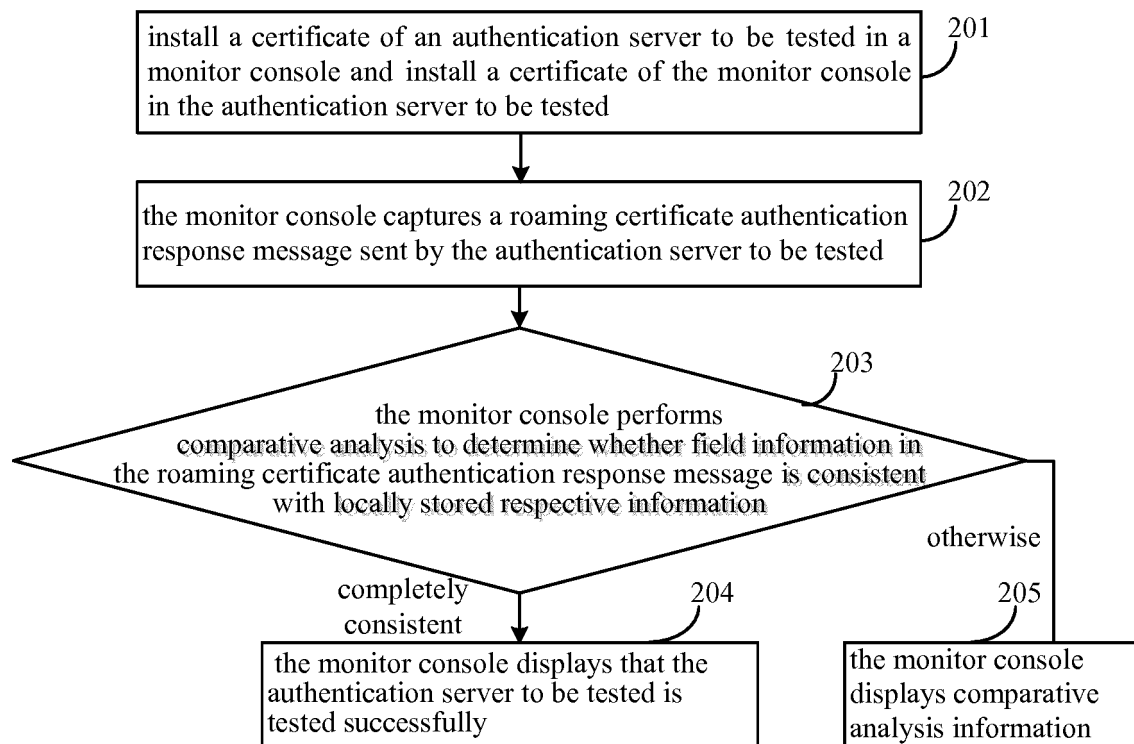 install a certificate of an authentication server to be tested in a
monitor console and install a certificate of the monitor console
in the authentication server to be tested
201
the monitor console captures a roaming certificate authentication
response message sent by the authentication server to be tested
202
203
the monitor console performs
comparative analysis to determine whether field information in
the roaming certificate authentication response message is consistent
with locally stored respective information
otherwise
completely
consistent
204
205
the monitor console displays that the
authentication server to be tested is
tested successfully
the monitor console
displays comparative
analysis information